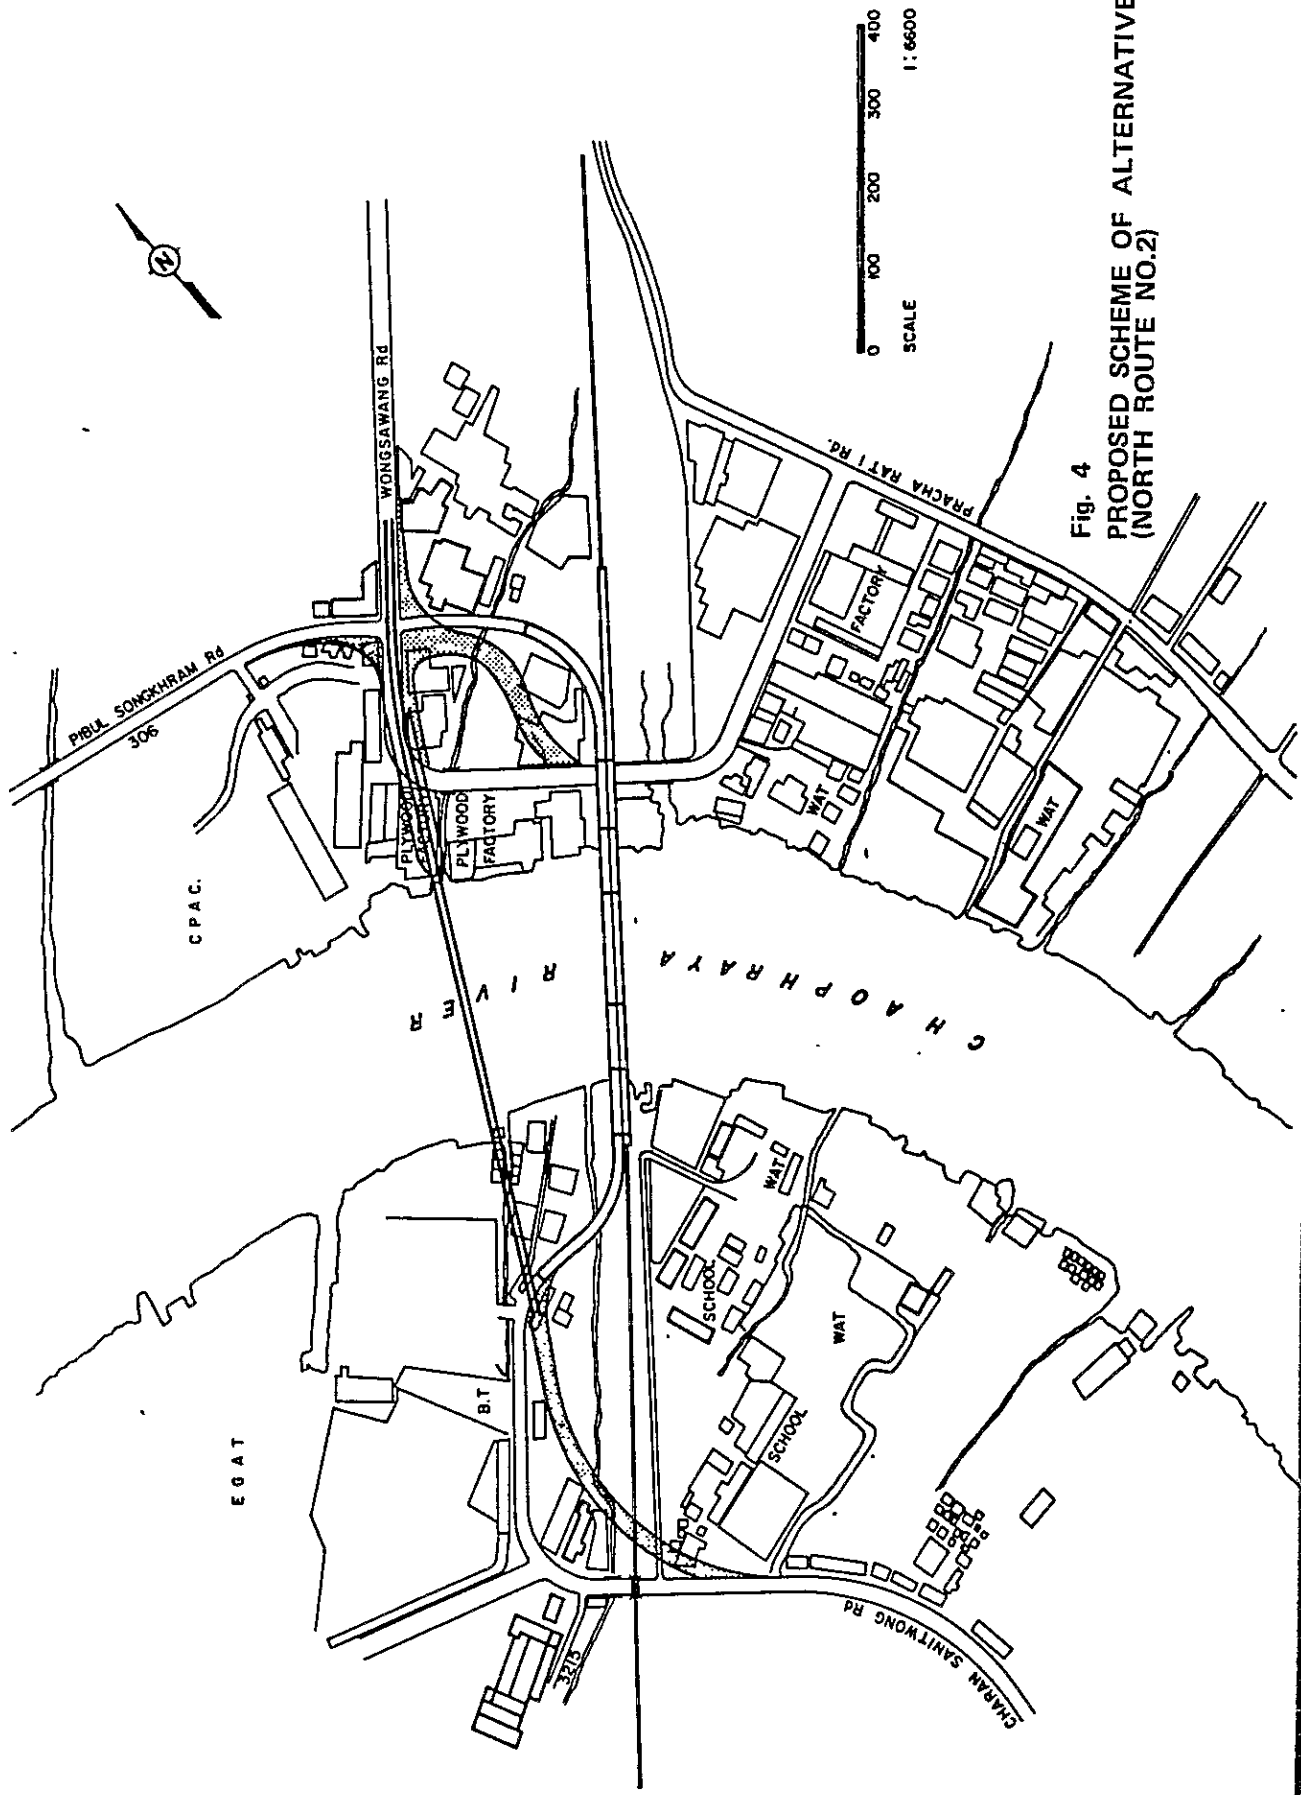 PIBUL SONGKHRAM Rd
306
WONGSAWANG Rd
N
0 100 200 300 400
SCALE 1:6600
PRACHA RAT I Rd.
FACTORY
PLYWOOD
FACTORY
PLYWOOD
FACTORY
WAT
WAT
CPAC.
CHAOPHRAYA RIVER
WAT
SCHOOL
WAT
SCHOOL
B.T
EGAT
3215
CHARAN SANITWONG Rd
Fig. 4
PROPOSED SCHEME OF ALTERNATIVE
(NORTH ROUTE NO.2)